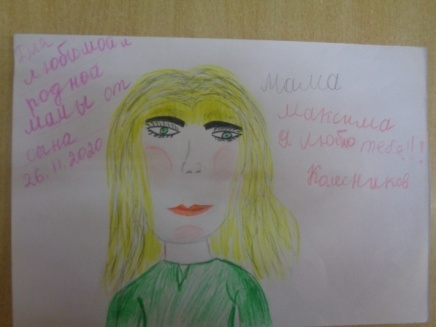 Для
любимой и
родной
мамы от
сына
26.11.2020
мама
максима
я люблю тебя!!!